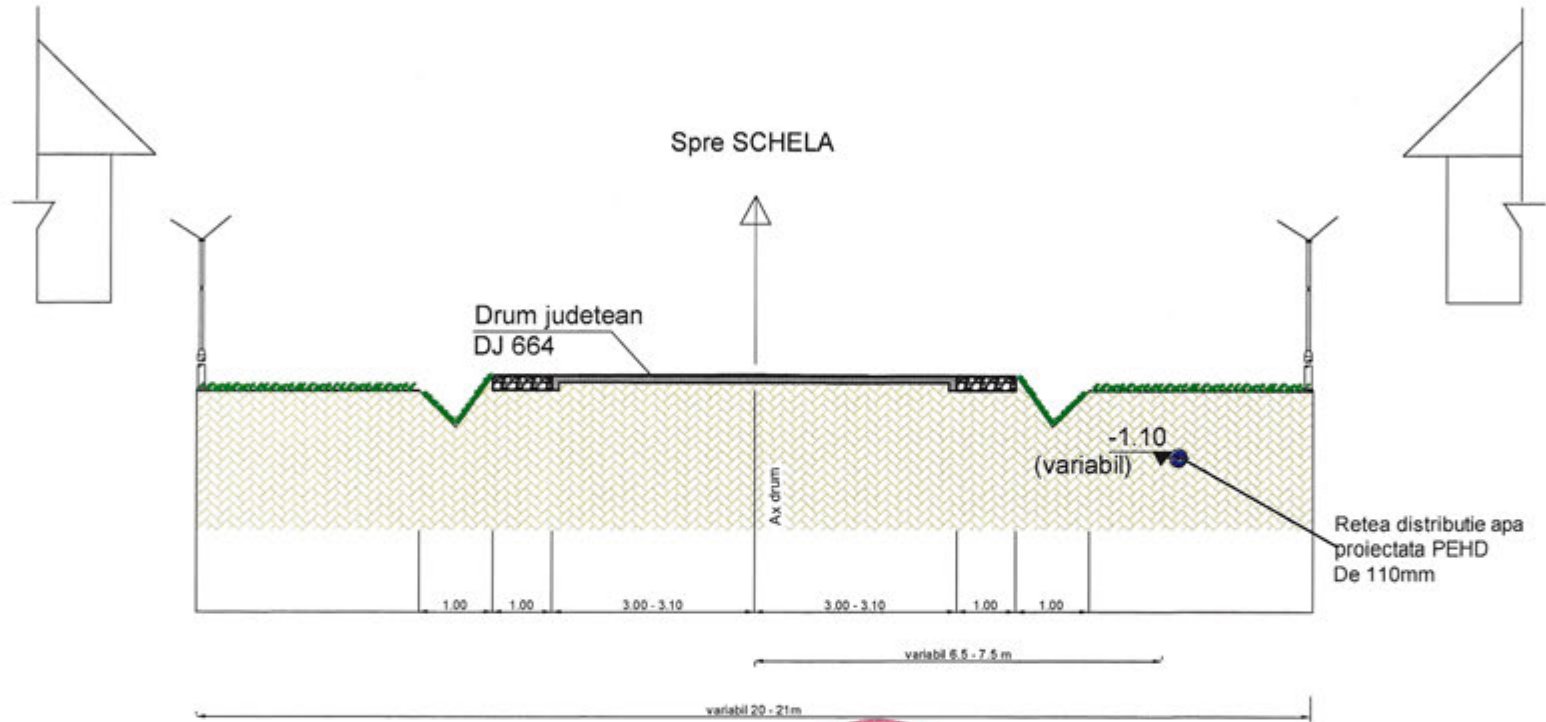 Spre SCHELA
Drum judetean
DJ 664
-1.10
(variabil)
Ax drum
Retea distributie apa
proiectata PEHD
De 110mm
1.00 1.00 3.00 - 3.10 3.00 - 3.10 1.00 1.00
variabil 6.5 - 7.5 m
variabil 20 - 21m